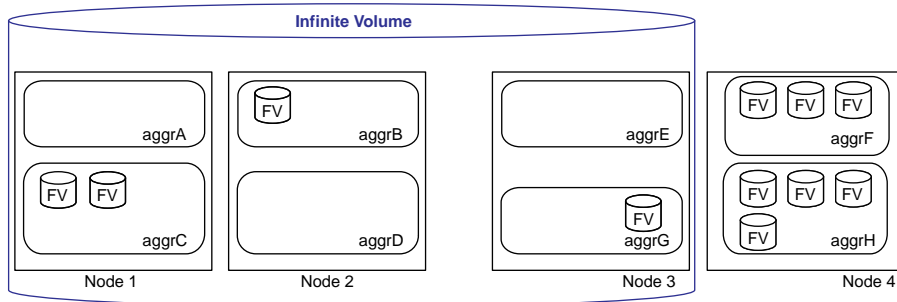 Infinite Volume
FV
FV FV FV
aggrA
aggrB
aggrE
aggrF
FV FV
FV
FV FV FV
FV
aggrC
aggrD
aggrG
aggrH
Node 1
Node 2
Node 3
Node 4